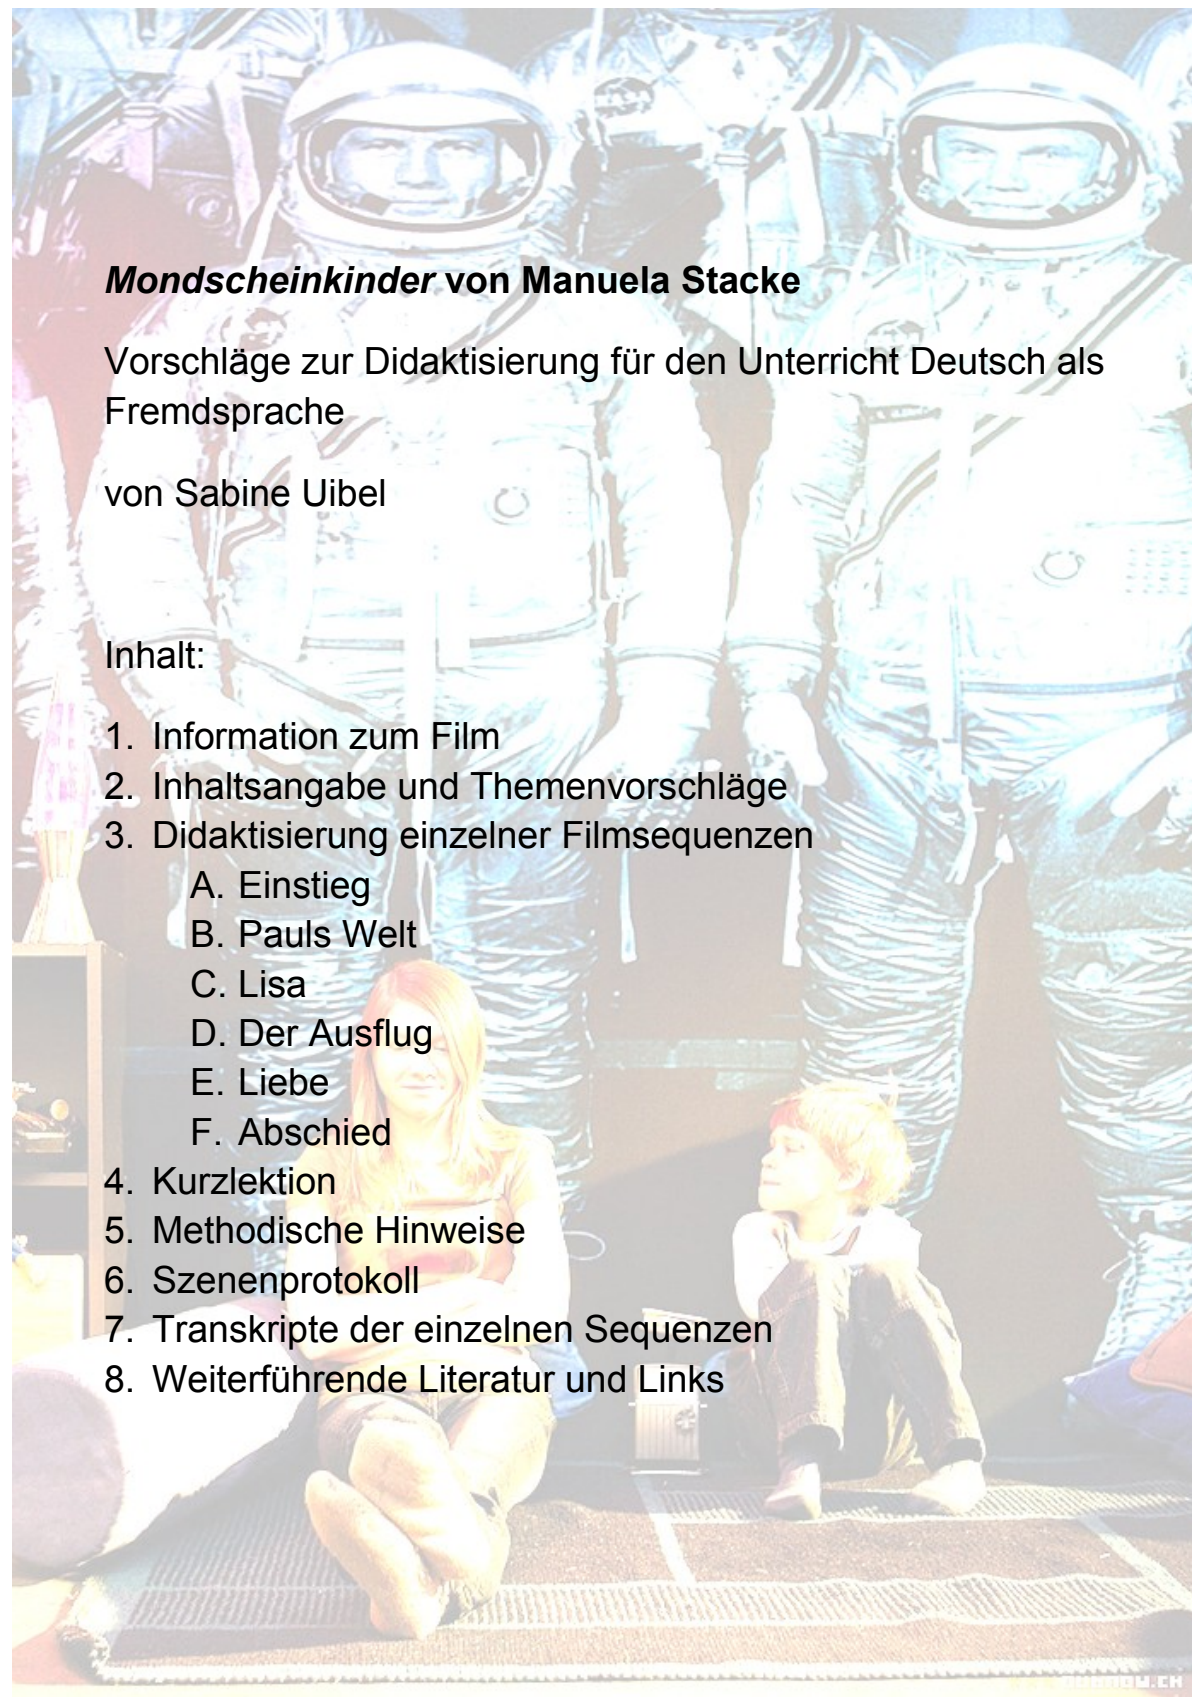 Mondscheinkinder von Manuela Stacke
Vorschläge zur Didaktisierung für den Unterricht Deutsch als
Fremdsprache
von Sabine Uibel
Inhalt:
1. Information zum Film
2. Inhaltsangabe und Themenvorschläge
3. Didaktisierung einzelner Filmsequenzen
A. Einstieg
B. Pauls Welt
C. Lisa
D. Der Ausflug
E. Liebe
F. Abschied
4. Kurzlektion
5. Methodische Hinweise
6. Szenenprotokoll
7. Transkripte der einzelnen Sequenzen
8. Weiterführende Literatur und Links